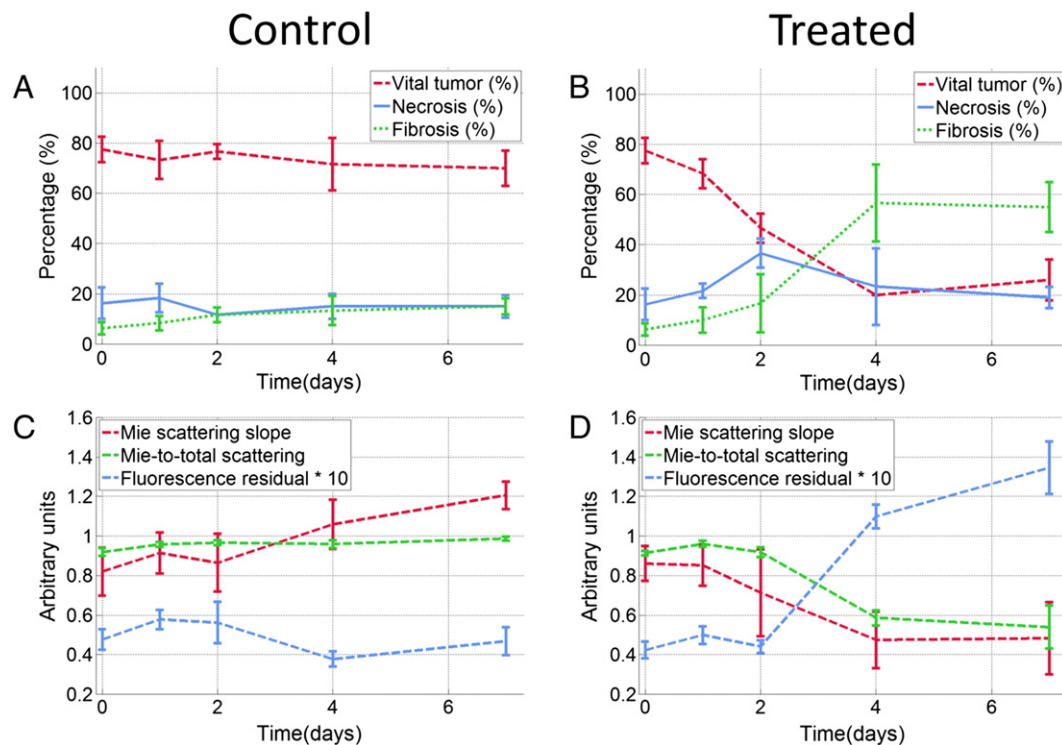 Control
Treated
A
Vital tumor (%)
Necrosis (%)
Fibrosis (%)
100
80
60
40
20
0
Percentage (%)
0 2 4 6
Time(days)
B
Vital tumor (%)
Necrosis (%)
Fibrosis (%)
100
80
60
40
20
0
Percentage (%)
0 2 4 6
Time(days)
C
Mie scattering slope
Mie-to-total scattering
Fluorescence residual * 10
1.6
1.4
1.2
1
0.8
0.6
0.4
0.2
Arbitrary units
0 2 4 6
Time(days)
D
Mie scattering slope
Mie-to-total scattering
Fluorescence residual * 10
1.6
1.4
1.2
1
0.8
0.6
0.4
0.2
Arbitrary units
0 2 4 6
Time(days)